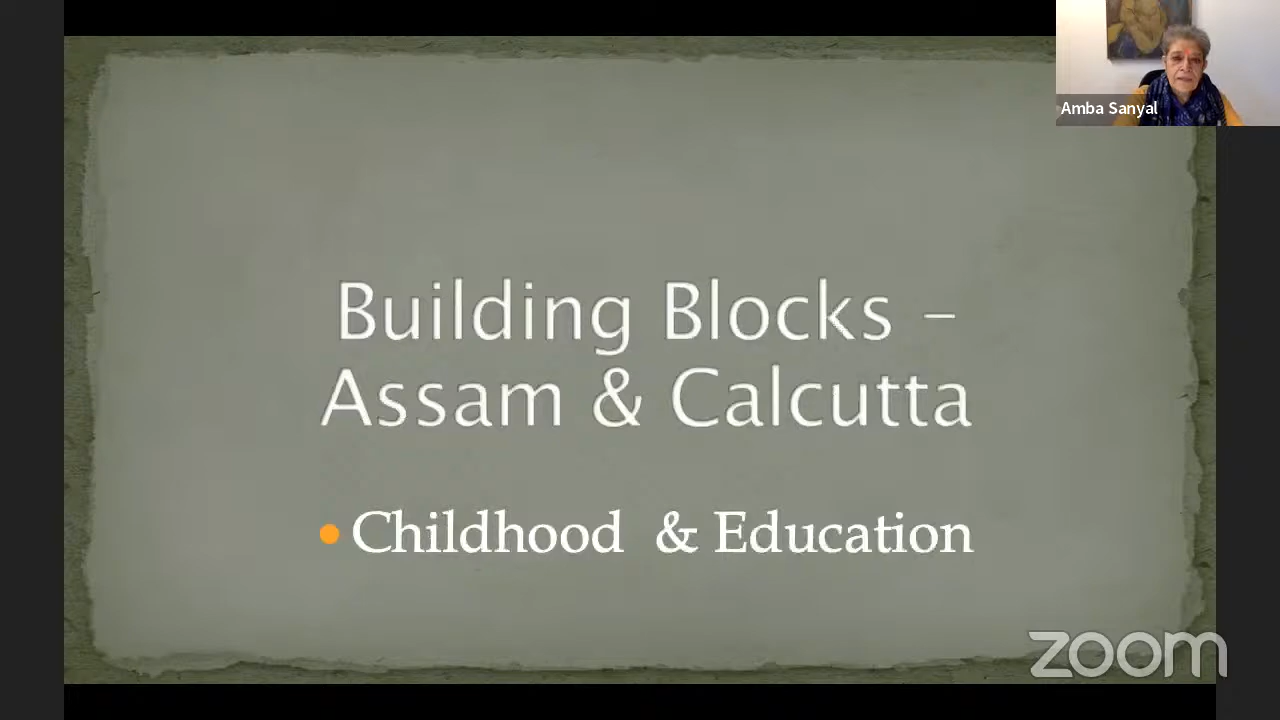 Amba Sanyal
Building Blocks –
Assam & Calcutta
Childhood & Education
zoom